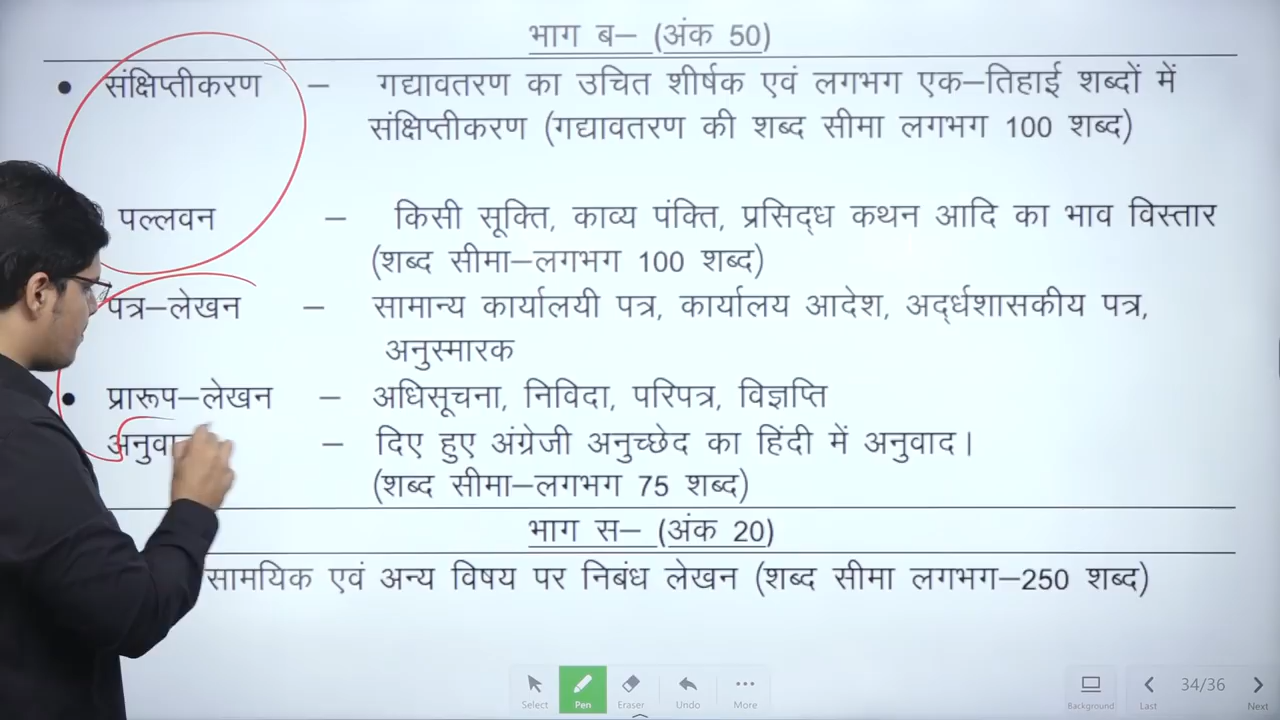 भाग ब– (अंक 50)
• संक्षिप्तीकरण – गद्यावतरण का उचित शीर्षक एवं लगभग एक–तिहाई शब्दों में
संक्षिप्तीकरण (गद्यावतरण की शब्द सीमा लगभग 100 शब्द)
पल्लवन – किसी सूक्ति, काव्य पंक्ति, प्रसिद्ध कथन आदि का भाव विस्तार
(शब्द सीमा–लगभग 100 शब्द)
पत्र–लेखन – सामान्य कार्यालयी पत्र, कार्यालय आदेश, अर्द्धशासकीय पत्र,
अनुस्मारक
• प्रारूप–लेखन – अधिसूचना, निविदा, परिपत्र, विज्ञप्ति
– दिए हुए अंग्रेजी अनुच्छेद का हिंदी में अनुवाद।
(शब्द सीमा–लगभग 75 शब्द)
भाग स– (अंक 20)
सामयिक एवं अन्य विषय पर निबंध लेखन (शब्द सीमा लगभग–250 शब्द)
Select Pen Eraser Undo More Background Last 34/36 Next